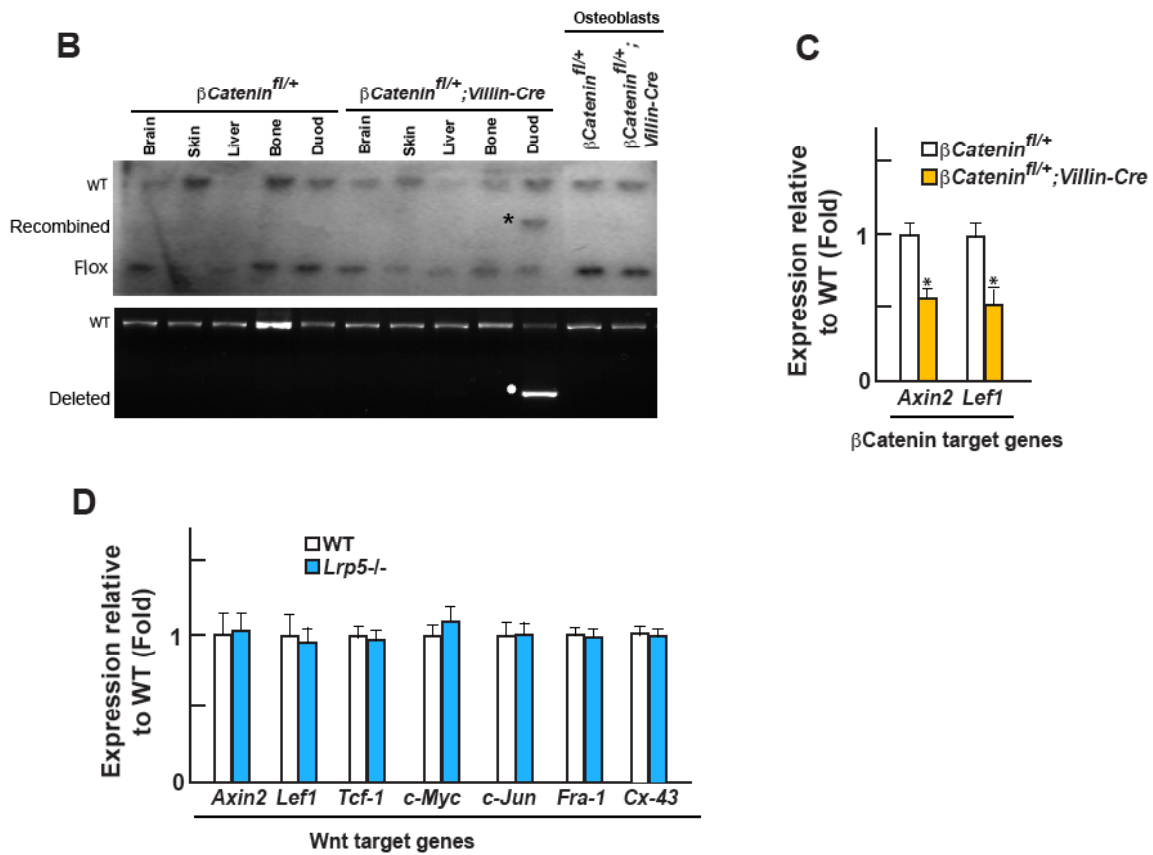 B
Osteoblasts
βCatenin fl/+
βCatenin fl/+;Villin-Cre
βCatenin fl/+
βCatenin fl/+;
Villin-Cre
Brain
Skin
Liver
Bone
Duod
Brain
Skin
Liver
Bone
Duod
WT
Recombined
*
Flox
WT
Deleted
C
βCatenin fl/+
βCatenin fl/+;Villin-Cre
Expression relative
to WT (Fold)
1
0
*
*
Axin2 Lef1
βCatenin target genes
D
WT
Lrp5-/-
Expression relative
to WT (Fold)
1
0
Axin2 Lef1 Tcf-1 c-Myc c-Jun Fra-1 Cx-43
Wnt target genes